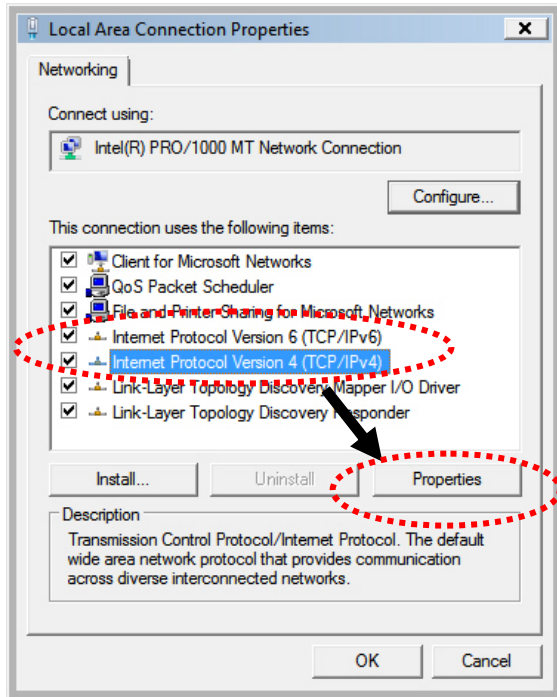 Local Area Connection Properties
Networking
Connect using:
Intel(R) PRO/1000 MT Network Connection
Configure...
This connection uses the following items:
Client for Microsoft Networks
QoS Packet Scheduler
File and Printer Sharing for Microsoft Networks
Internet Protocol Version 6 (TCP/IPv6)
Internet Protocol Version 4 (TCP/IPv4)
Link-Layer Topology Discovery Mapper I/O Driver
Link-Layer Topology Discovery Responder
Install...
Uninstall
Properties
Description
Transmission Control Protocol/Internet Protocol. The default
wide area network protocol that provides communication
across diverse interconnected networks.
OK
Cancel